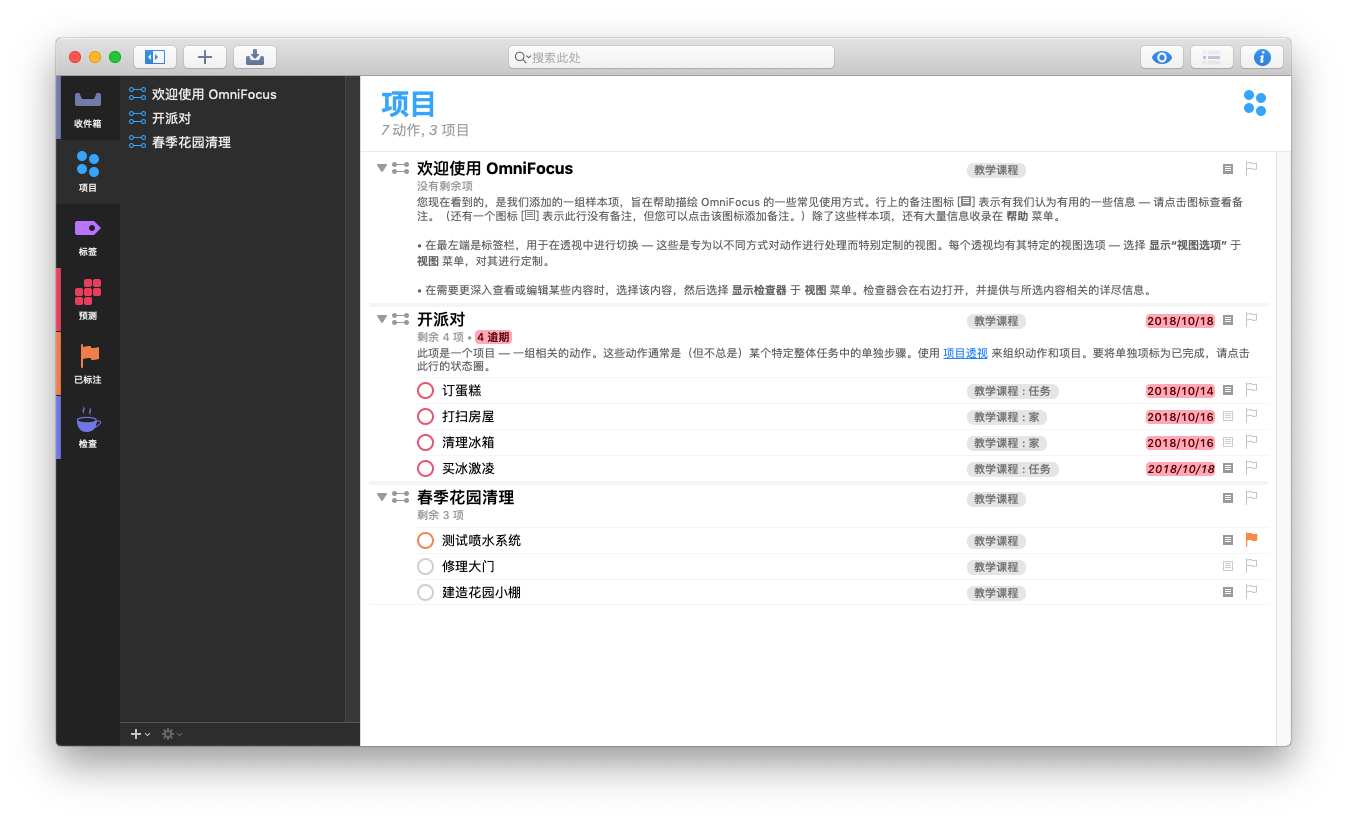 搜索此处
收件箱
项目
标签
预测
已标注
检查
欢迎使用 OmniFocus
开派对
春季花园清理
项目
7 动作, 3 项目
欢迎使用 OmniFocus 教学课程
没有剩余项
您现在看到的，是我们添加的一组样本项，旨在帮助描绘 OmniFocus 的一些常见使用方式。行上的备注图标 [] 表示有我们认为有用的一些信息 — 请点击图标查看备
注。（还有一个图标 [] 表示此行没有备注，但您可以点击该图标添加备注。）除了这些样本项，还有大量信息收录在 帮助 菜单。
• 在最左端是标签栏，用于在透视中进行切换 — 这些是专为以不同方式对动作进行处理而特别定制的视图。每个透视均有其特定的视图选项 — 选择 显示“视图选项” 于
视图 菜单，对其进行定制。
• 在需要更深入查看或编辑某些内容时，选择该内容，然后选择 显示检查器 于 视图 菜单。检查器会在右边打开，并提供与所选内容相关的详尽信息。
开派对 教学课程 2018/10/18
剩余 4 项 • 4 逾期
此项是一个项目 — 一组相关的动作。这些动作通常是（但不总是）某个特定整体任务中的单独步骤。使用 项目透视 来组织动作和项目。要将单独项标为已完成，请点击
此行的状态圈。
订蛋糕 教学课程 : 任务 2018/10/14
打扫房屋 教学课程 : 家 2018/10/16
清理冰箱 教学课程 : 家 2018/10/16
买冰激凌 教学课程 : 任务 2018/10/18
春季花园清理 教学课程
剩余 3 项
测试喷水系统 教学课程
修理大门 教学课程
建造花园小棚 教学课程